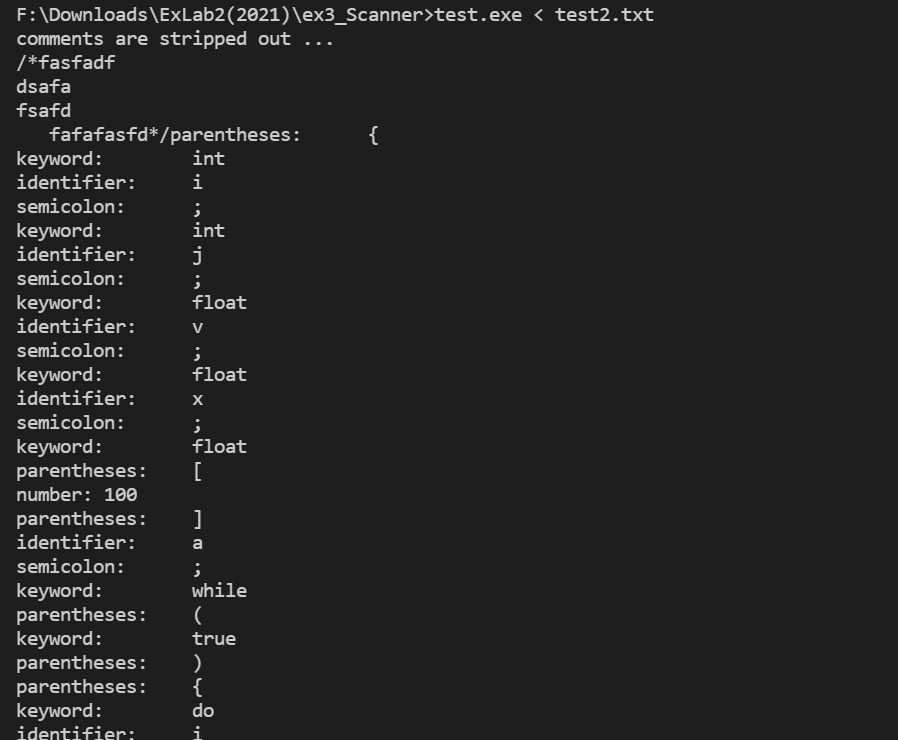 F:\Downloads\ExLab2(2021)\ex3_Scanner>test.exe < test2.txt
comments are stripped out ...
/*fasfadf
dsafa
fsafd
   fafafasfd*/parentheses:      {
keyword:        int
identifier:     i
semicolon:      ;
keyword:        int
identifier:     j
semicolon:      ;
keyword:        float
identifier:     v
semicolon:      ;
keyword:        float
identifier:     x
semicolon:      ;
keyword:        float
parentheses:    [
number: 100
parentheses:    ]
identifier:     a
semicolon:      ;
keyword:        while
parentheses:    (
keyword:        true
parentheses:    )
parentheses:    {
keyword:        do
identifier:     i